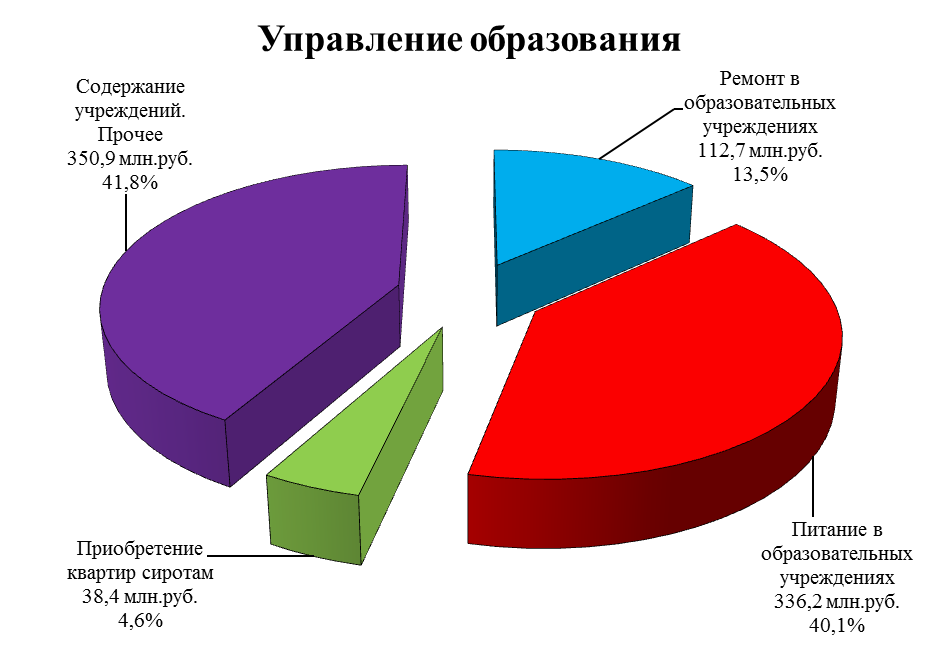 Управление образования
Содержание
учреждений.
Прочее
350,9 млн.руб.
41,8%
Ремонт в
образовательных
учреждениях
112,7 млн.руб.
13,5%
Приобретение
квартир сиротам
38,4 млн.руб.
4,6%
Питание в
образовательных
учреждениях
336,2 млн.руб.
40,1%